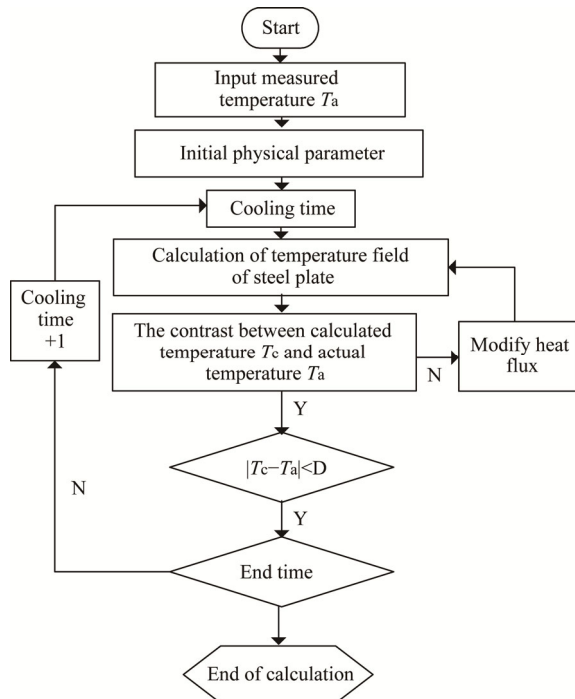 Start
Input measured
temperature Ta
Initial physical parameter
Cooling time
Calculation of temperature field
of steel plate
Cooling
time
+1
The contrast between calculated
temperature Tc and actual
temperature Ta
N
Modify heat
flux
Y
|Tc−Ta|<D
N
Y
End time
End of calculation